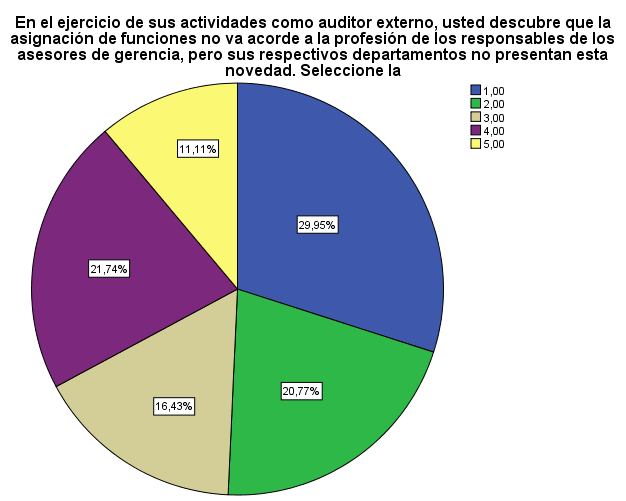 En el ejercicio de sus actividades como auditor externo, usted descubre que la
asignación de funciones no va acorde a la profesión de los responsables de los
asesores de gerencia, pero sus respectivos departamentos no presentan esta
novedad. Seleccione la
1,00
2,00
3,00
4,00
5,00
11,11%
29,95%
21,74%
20,77%
16,43%